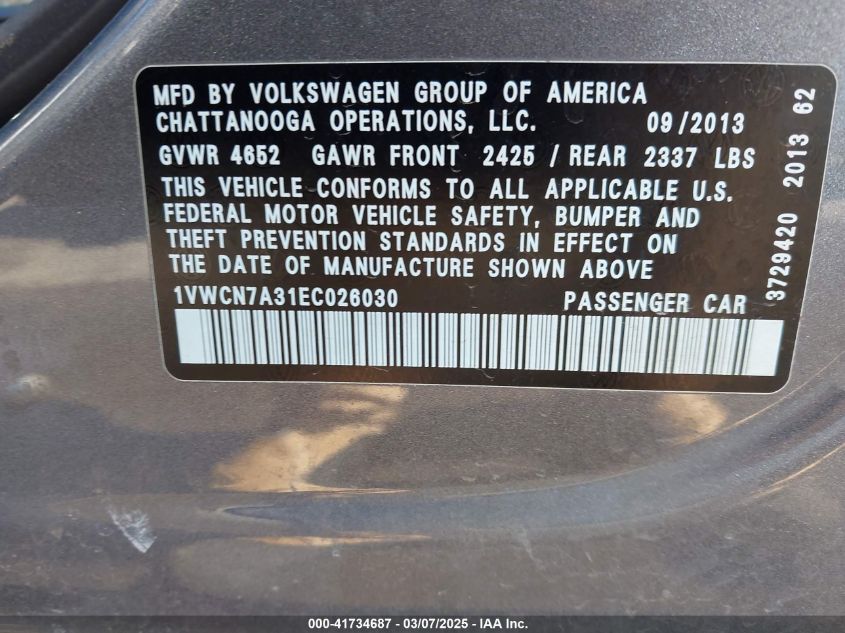 MFD BY VOLKSWAGEN GROUP OF AMERICA
CHATTANOOGA OPERATIONS, LLC. 09/2013
GVWR 4652 GAWR FRONT 2425 / REAR 2337 LBS
THIS VEHICLE CONFORMS TO ALL APPLICABLE U.S.
FEDERAL MOTOR VEHICLE SAFETY, BUMPER AND
THEFT PREVENTION STANDARDS IN EFFECT ON
THE DATE OF MANUFACTURE SHOWN ABOVE
1VWCN7A31EC026030 PASSENGER CAR
3729420 2013 62
000-41734687 - 03/07/2025 - IAA Inc.